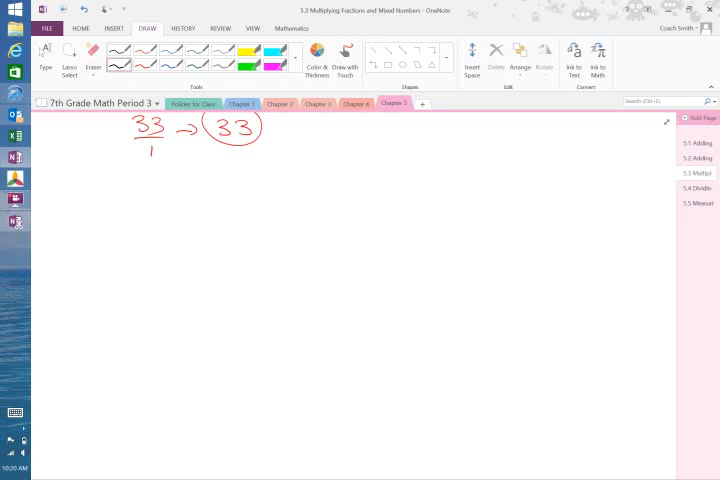 5.3 Multiplying Fractions and Mixed Numbers - OneNote
FILE HOME INSERT DRAW HISTORY REVIEW VIEW Mathematics
Coach Smith
Type
Lasso Select
Eraser
Color & Thickness
Draw with Touch
Insert Space
Delete
Arrange
Rotate
Ink to Text
Ink to Math
Tools Shapes Edit Convert
7th Grade Math Period 3
Policies for Class Chapter 1 Chapter 2 Chapter 3 Chapter 4 Chapter 5 +
Search (Ctrl+E)
33/1 → 33
Add Page
5.1 Adding
5.2 Adding
5.3 Multipl
5.4 Dividin
5.5 Measuri
10:20 AM